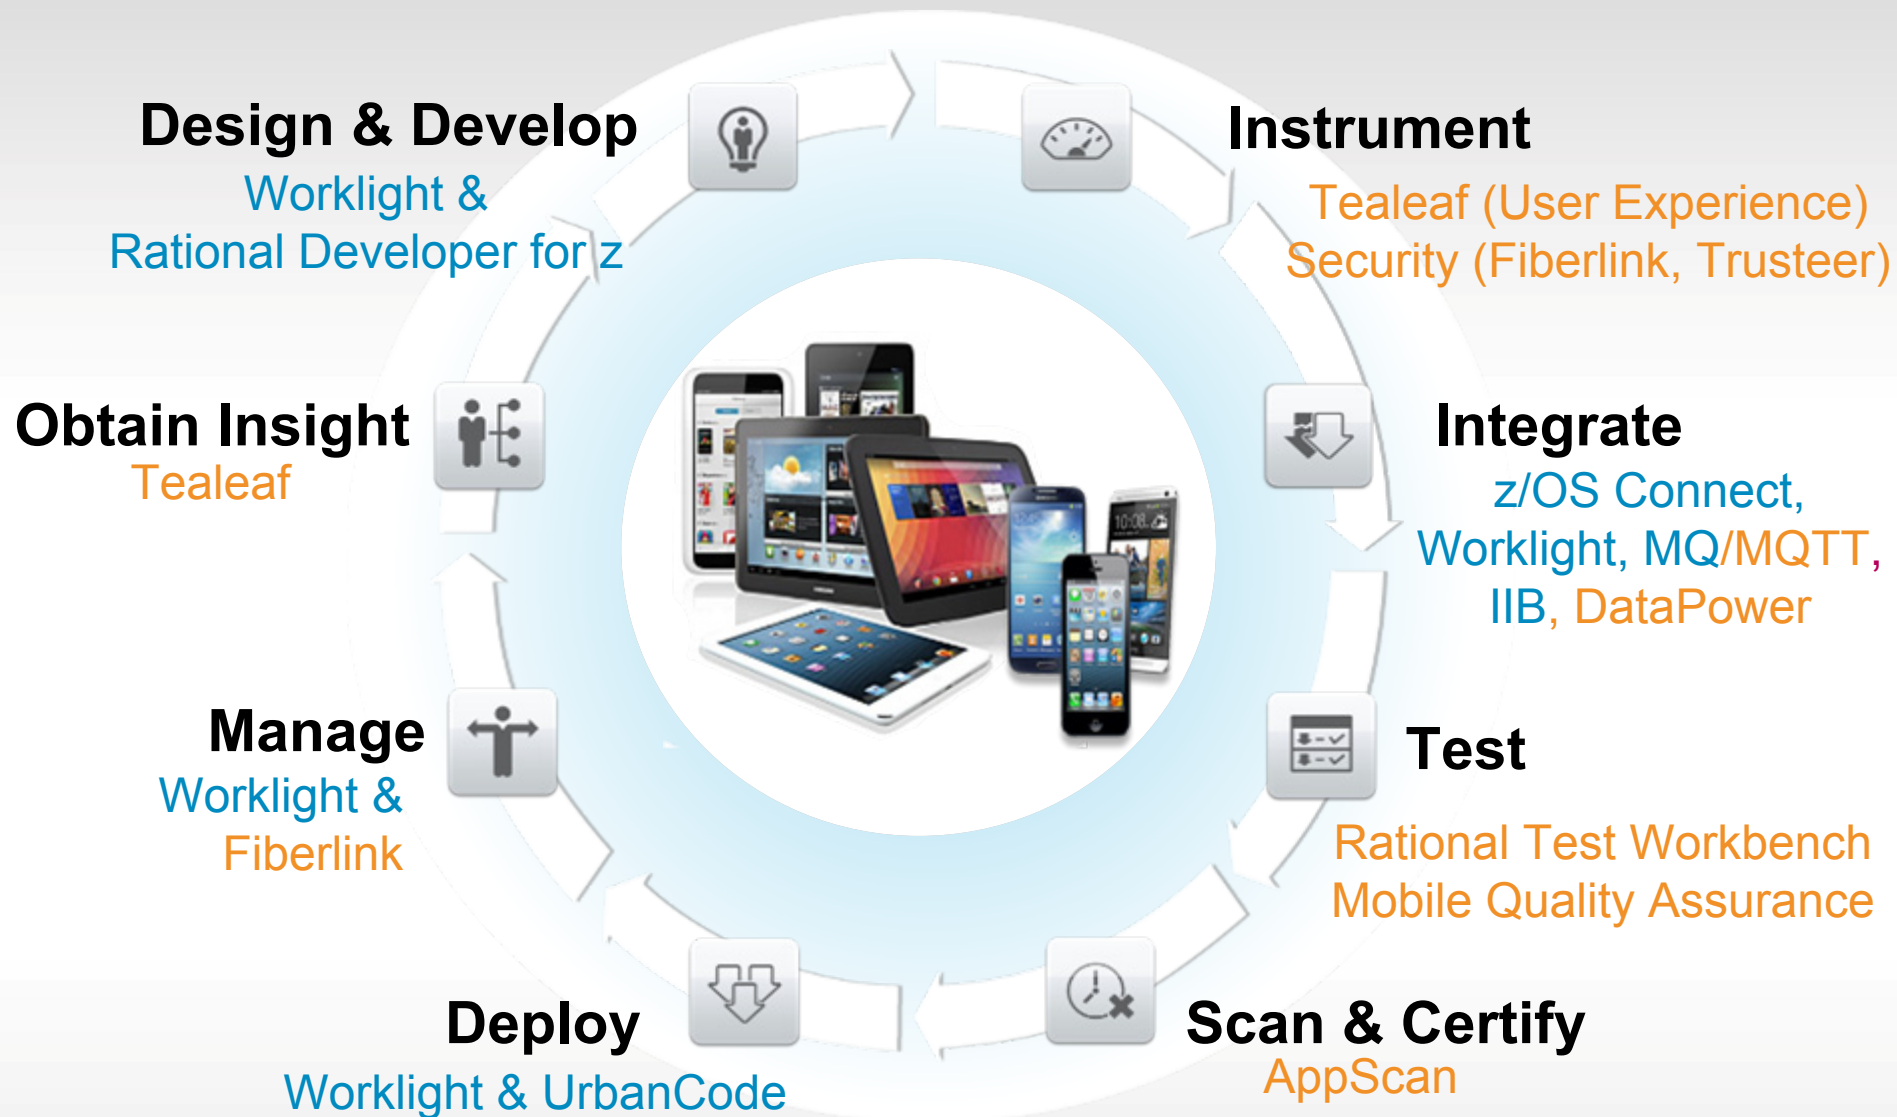 Design & Develop
Worklight &
Rational Developer for z
Instrument
Tealeaf (User Experience)
Security (Fiberlink, Trusteer)
Integrate
z/OS Connect,
Worklight, MQ/MQTT,
IIB, DataPower
Test
Rational Test Workbench
Mobile Quality Assurance
Scan & Certify
AppScan
Deploy
Worklight & UrbanCode
Manage
Worklight &
Fiberlink
Obtain Insight
Tealeaf
10:08